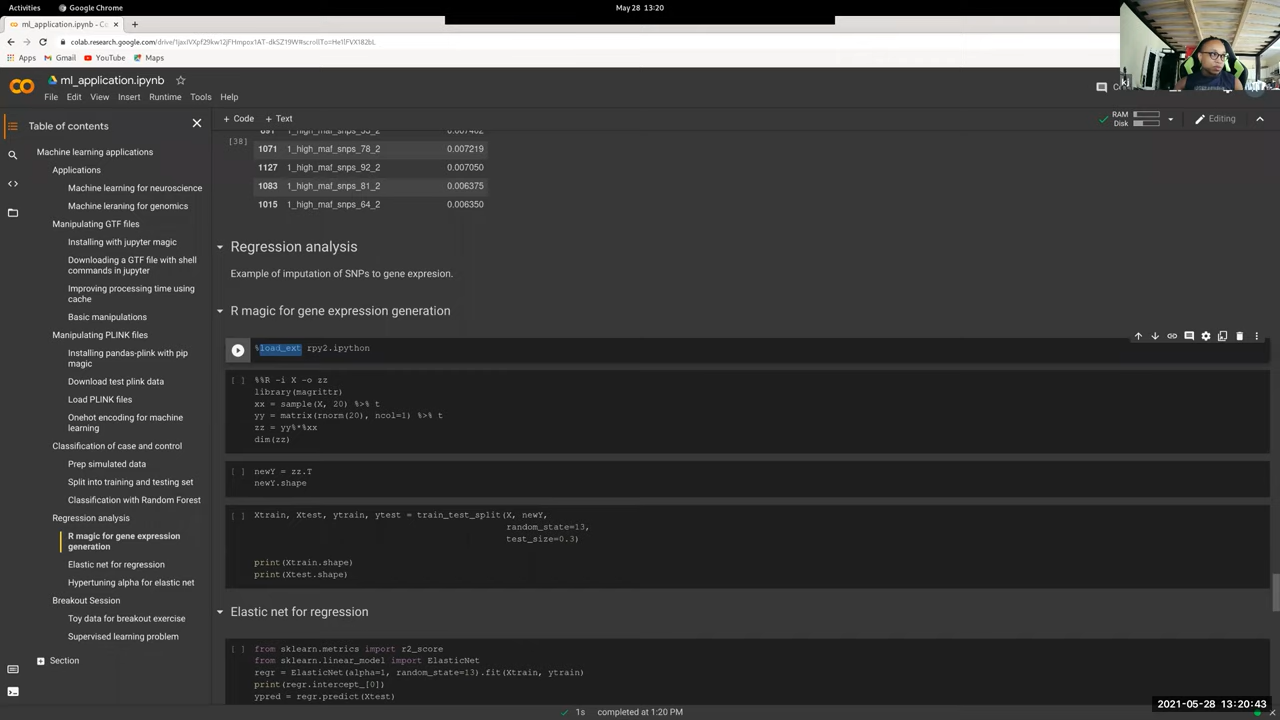 Activities
Google Chrome
May 28 13:20
ml_application.ipynb - Co
colab.research.google.com/drive/1jaxIVXpf29kw12jFHmpox1AT-dkSZ19W#scrollTo=He1lFVX182bL
Apps
Gmail
YouTube
Maps
ml_application.ipynb
File Edit View Insert Runtime Tools Help
Table of contents
+ Code + Text
RAM
Disk
Editing
Machine learning applications
Applications
Machine learning for neuroscience
Machine leraning for genomics
Manipulating GTF files
Installing with jupyter magic
Downloading a GTF file with shell
commands in jupyter
Improving processing time using
cache
Basic manipulations
Manipulating PLINK files
Installing pandas-plink with pip
magic
Download test plink data
Load PLINK files
Onehot encoding for machine
learning
Classification of case and control
Prep simulated data
Split into training and testing set
Classification with Random Forest
Regression analysis
R magic for gene expression
generation
Elastic net for regression
Hypertuning alpha for elastic net
Breakout Session
Toy data for breakout exercise
Supervised learning problem
Section
[38]
1071 1_high_maf_snps_78_2 0.007219
1127 1_high_maf_snps_92_2 0.007050
1083 1_high_maf_snps_81_2 0.006375
1015 1_high_maf_snps_64_2 0.006350
Regression analysis
Example of imputation of SNPs to gene expresion.
R magic for gene expression generation
%load_ext rpy2.ipython
[ ] %%R -i X -o zz
library(magrittr)
xx = sample(X, 20) %>% t
yy = matrix(rnorm(20), ncol=1) %>% t
zz = yy%*%xx
dim(zz)
[ ] newY = zz.T
newY.shape
[ ] Xtrain, Xtest, ytrain, ytest = train_test_split(X, newY,
random_state=13,
test_size=0.3)
print(Xtrain.shape)
print(Xtest.shape)
Elastic net for regression
[ ] from sklearn.metrics import r2_score
from sklearn.linear_model import ElasticNet
regr = ElasticNet(alpha=1, random_state=13).fit(Xtrain, ytrain)
print(regr.intercept_[0])
ypred = regr.predict(Xtest)
1s completed at 1:20 PM
2021-05-28 13:20:43